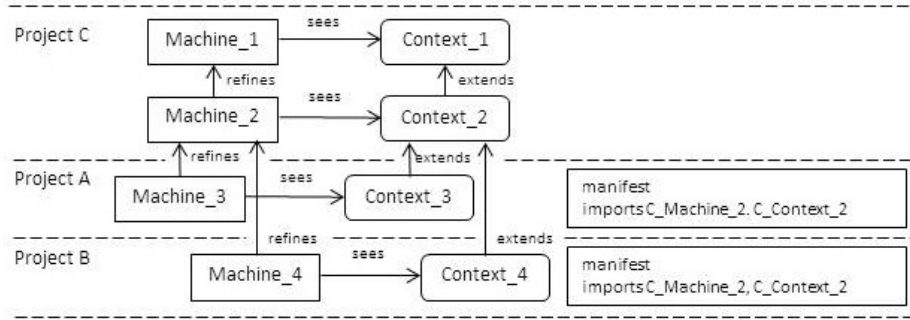 Project C
Machine_1
sees
Context_1
refines
extends
Machine_2
sees
Context_2
refines
extends
Project A
Machine_3
sees
Context_3
manifest
imports C_Machine_2. C_Context_2
Project B
refines
sees
extends
Machine_4
Context_4
manifest
imports C_Machine_2, C_Context_2